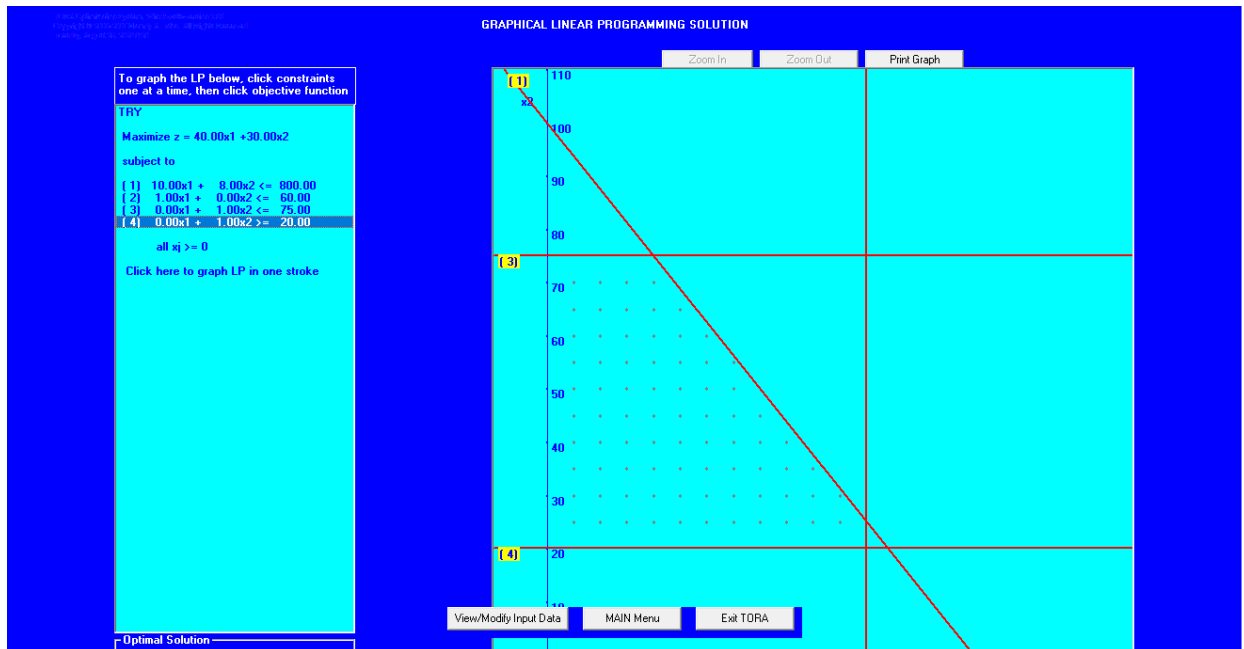 GRAPHICAL LINEAR PROGRAMMING SOLUTION
Zoom In
Zoom Out
Print Graph
To graph the LP below, click constraints
one at a time, then click objective function
TRY
Maximize z = 40.00x1 +30.00x2
subject to
(1) 10.00x1 + 8.00x2 <= 800.00
(2) 1.00x1 + 0.00x2 <= 60.00
(3) 0.00x1 + 1.00x2 <= 75.00
(4) 0.00x1 + 1.00x2 >= 20.00
all xj >= 0
Click here to graph LP in one stroke
Optimal Solution
(1)
110
x2
100
90
80
(3)
70
60
50
40
30
(4)
20
10
View/Modify Input Data
MAIN Menu
Exit TORA